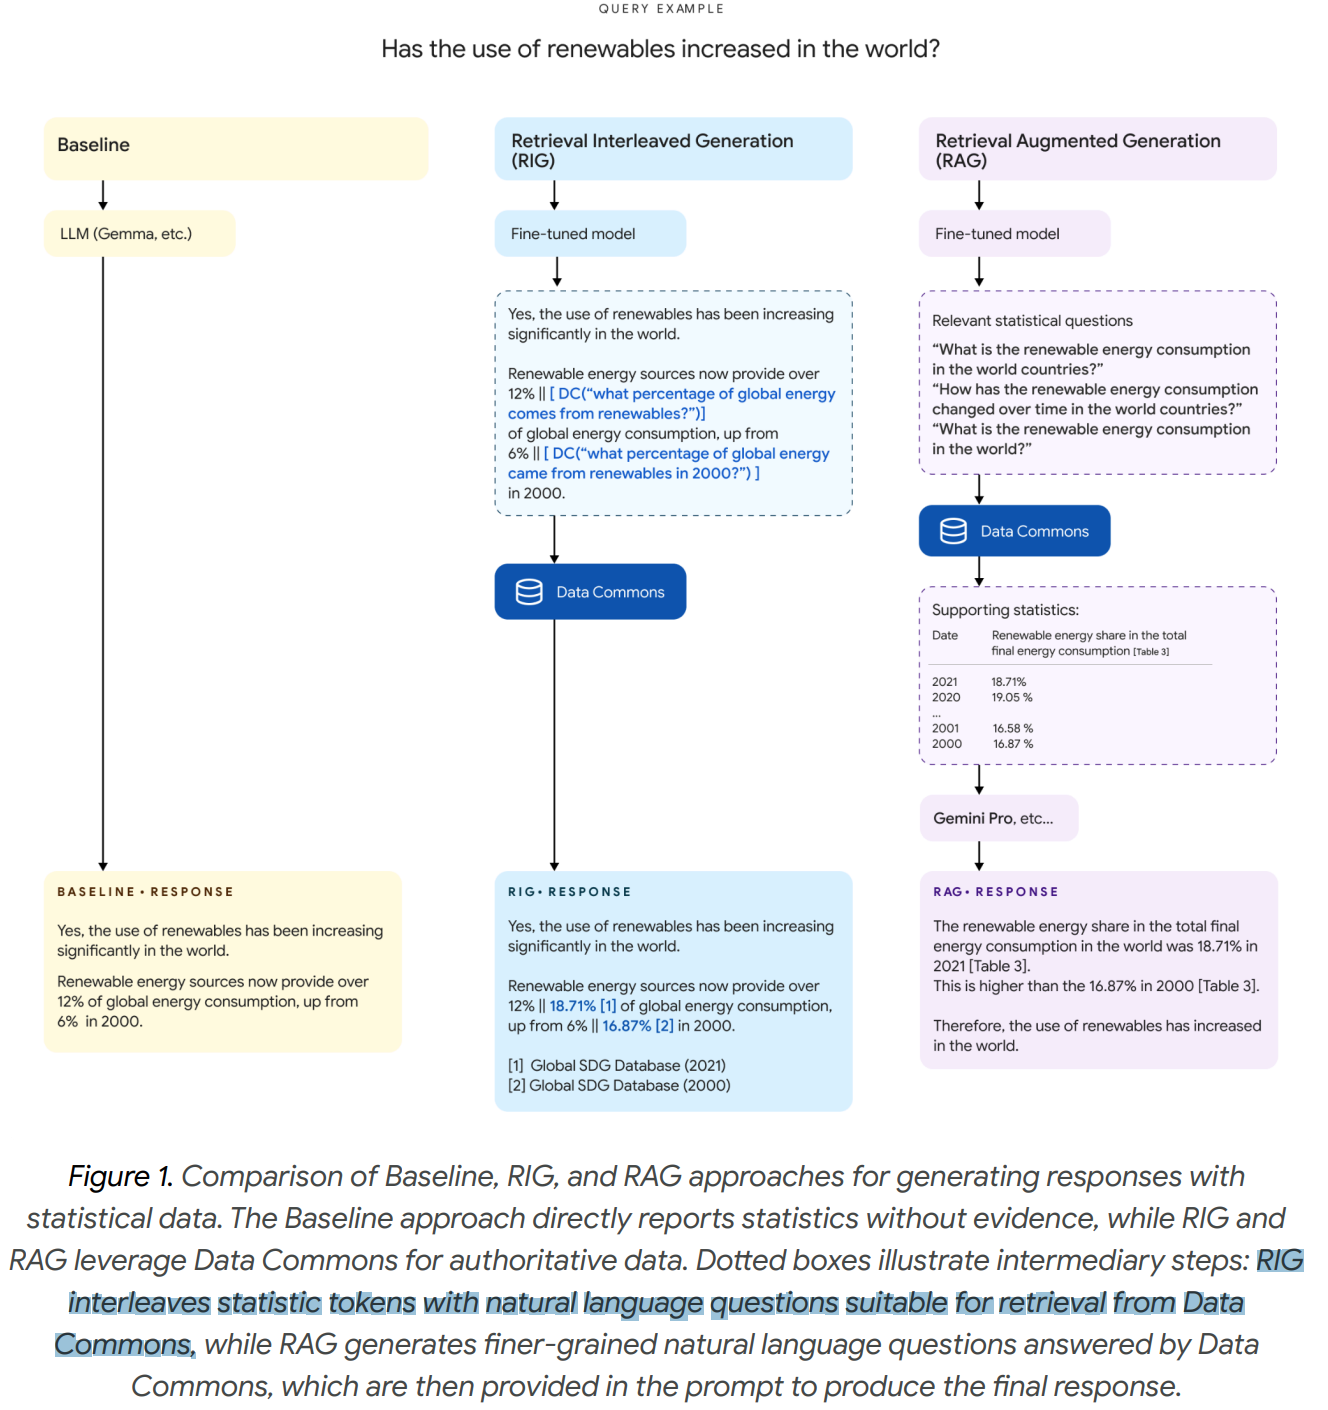 QUERY EXAMPLE
Has the use of renewables increased in the world?
Baseline
LLM (Gemma, etc.)
BASELINE • RESPONSE
Yes, the use of renewables has been increasing
significantly in the world.
Renewable energy sources now provide over
12% of global energy consumption, up from
6% in 2000.
Retrieval Interleaved Generation
(RIG)
Fine-tuned model
Yes, the use of renewables has been increasing
significantly in the world.
Renewable energy sources now provide over
12% || [ DC(“what percentage of global energy
comes from renewables?”)]
of global energy consumption, up from
6% || [ DC(“what percentage of global energy
came from renewables in 2000?”) ]
in 2000.
Data Commons
RIG• RESPONSE
Yes, the use of renewables has been increasing
significantly in the world.
Renewable energy sources now provide over
12% || 18.71% [1] of global energy consumption,
up from 6% || 16.87% [2] in 2000.
[1] Global SDG Database (2021)
[2] Global SDG Database (2000)
Retrieval Augmented Generation
(RAG)
Fine-tuned model
Relevant statistical questions
“What is the renewable energy consumption
in the world countries?”
“How has the renewable energy consumption
changed over time in the world countries?”
“What is the renewable energy consumption
in the world?”
Data Commons
Supporting statistics:
Date Renewable energy share in the total
final energy consumption [Table 3]
2021 18.71%
2020 19.05 %
...
2001 16.58 %
2000 16.87 %
Gemini Pro, etc...
RAG• RESPONSE
The renewable energy share in the total final
energy consumption in the world was 18.71% in
2021 [Table 3].
This is higher than the 16.87% in 2000 [Table 3].
Therefore, the use of renewables has increased
in the world.
Figure 1. Comparison of Baseline, RIG, and RAG approaches for generating responses with
statistical data. The Baseline approach directly reports statistics without evidence, while RIG and
RAG leverage Data Commons for authoritative data. Dotted boxes illustrate intermediary steps: RIG
interleaves statistic tokens with natural language questions suitable for retrieval from Data
Commons, while RAG generates finer-grained natural language questions answered by Data
Commons, which are then provided in the prompt to produce the final response.